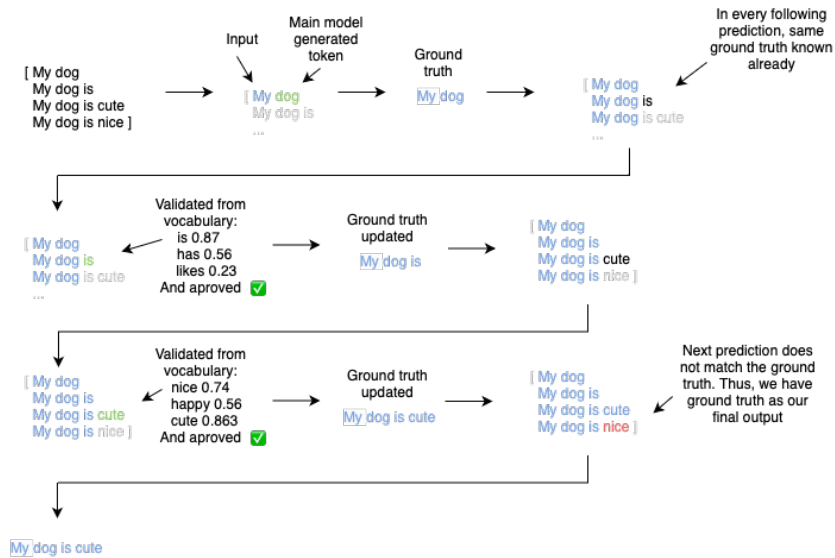 [ My dog
My dog is
My dog is cute
My dog is nice ]
Input
Main model
generated
token
[ My dog
My dog is
...
Ground
truth
My dog
In every following
prediction, same
ground truth known
already
[ My dog
My dog is
My dog is cute
...
[ My dog
My dog is
My dog is cute
...
Validated from
vocabulary:
is 0.87
has 0.56
likes 0.23
And aproved ✅
Ground truth
updated
My dog is
[ My dog
My dog is
My dog is cute
My dog is nice ]
[ My dog
My dog is
My dog is cute
My dog is nice ]
Validated from
vocabulary:
nice 0.74
happy 0.56
cute 0.863
And aproved ✅
Ground truth
updated
My dog is cute
[ My dog
My dog is
My dog is cute
My dog is nice ]
Next prediction does
not match the ground
truth. Thus, we have
ground truth as our
final output
My dog is cute